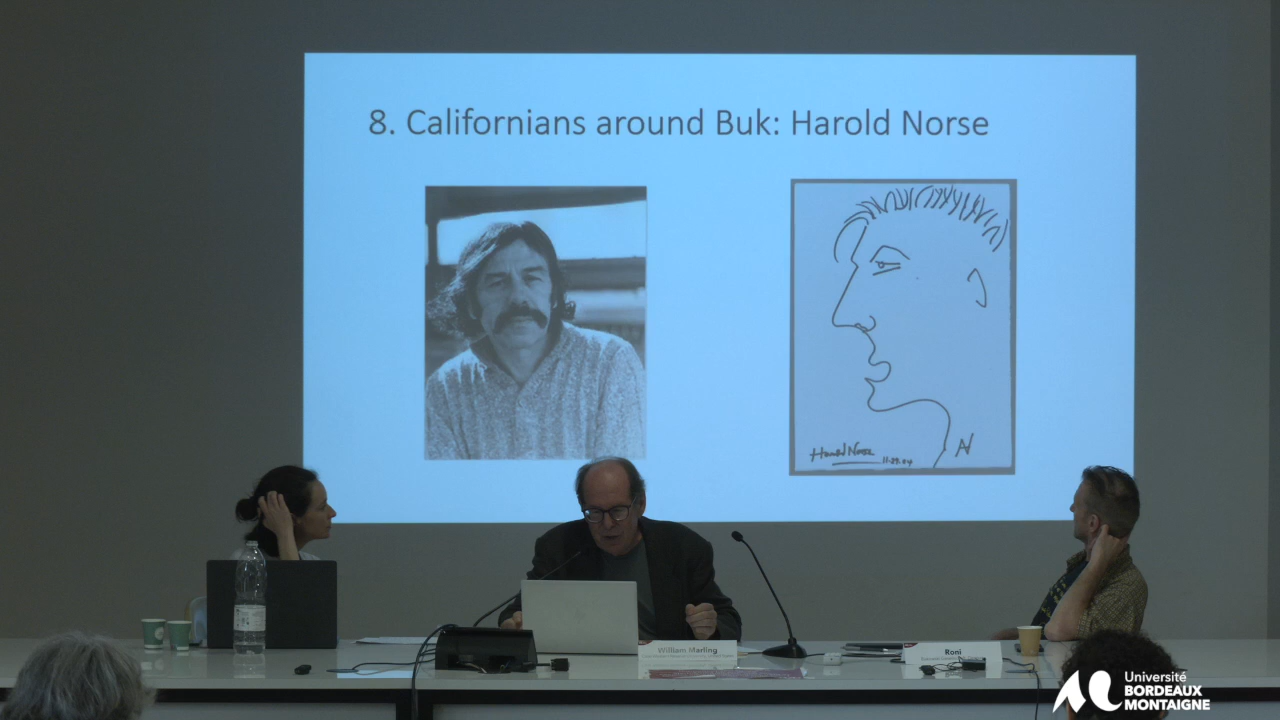 8. Californians around Buk: Harold Norse
Harold Norse
William Marling
Roni
Université
BORDEAUX
MONTAIGNE